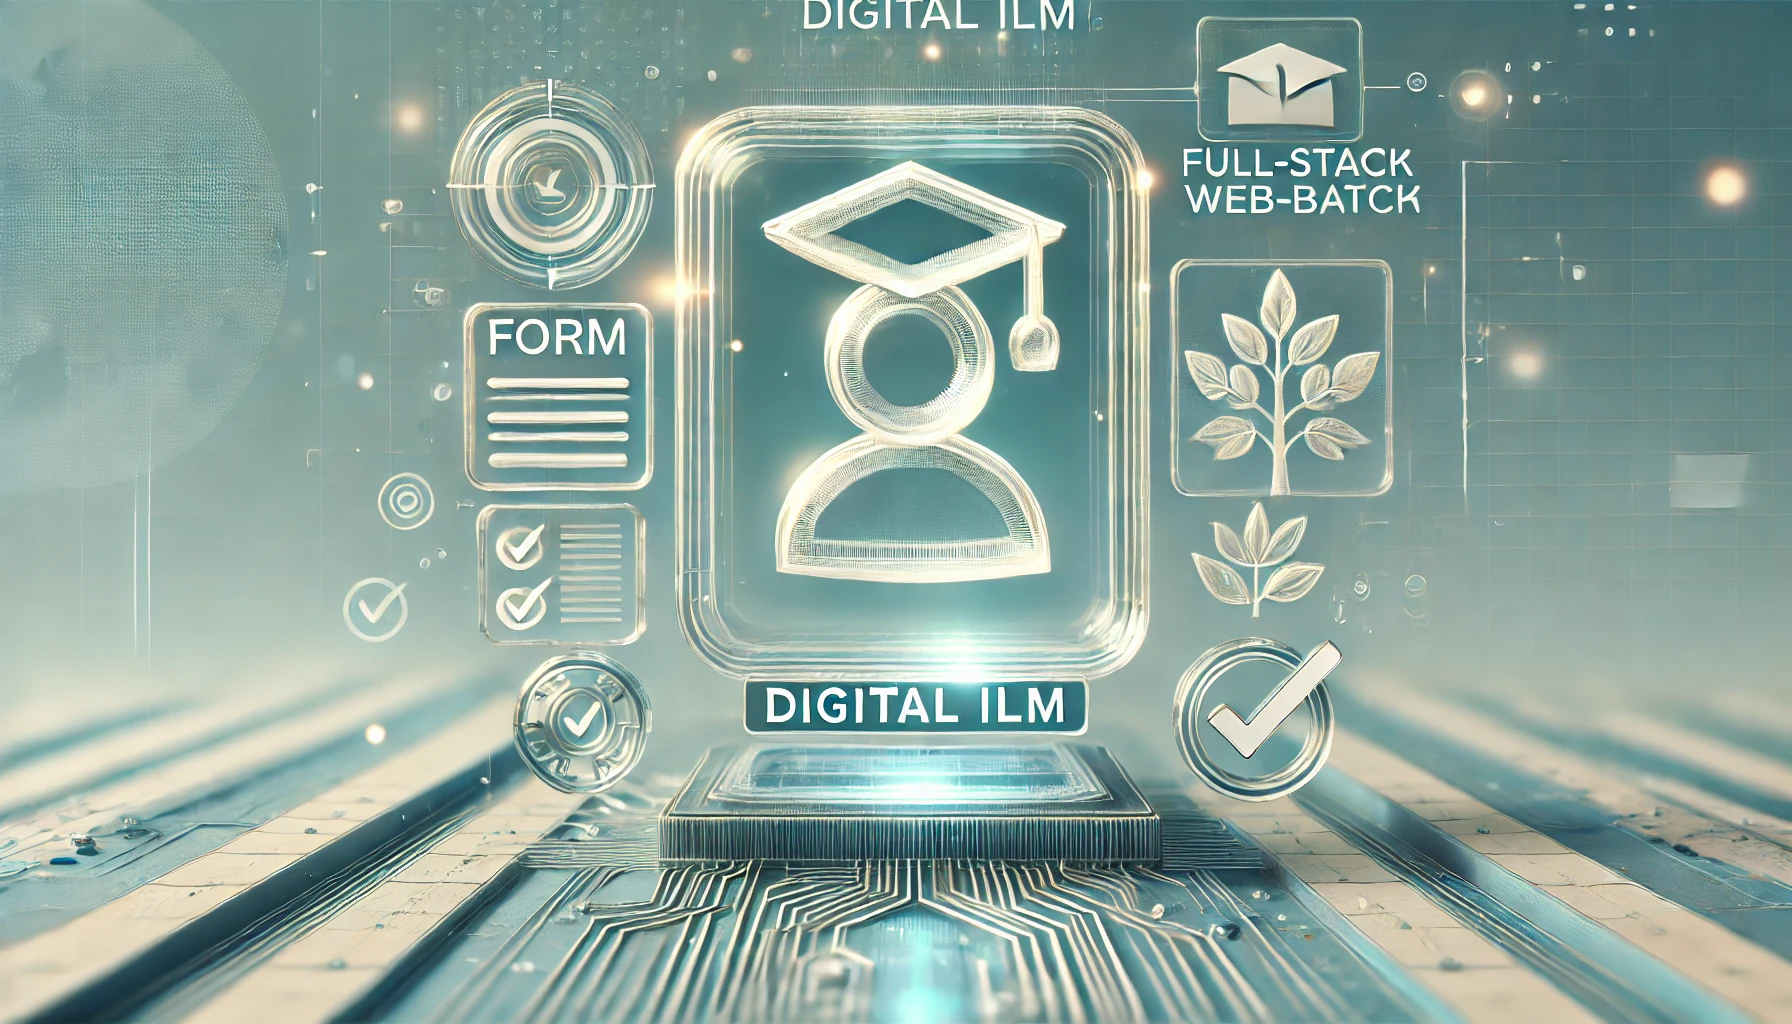 DIGITAL ILM
FULL-STACK
WEB-BATCK
FORM
DIGITAL ILM